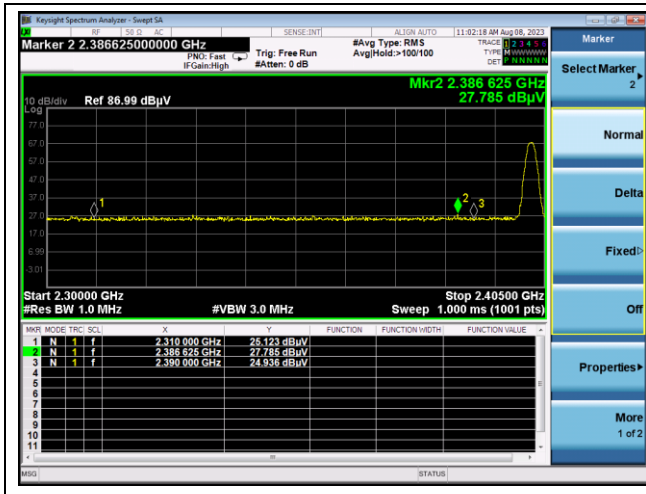 Keysight Spectrum Analyzer - Swept SA
RF 50 Ω AC SENSE:INT ALIGN AUTO 11:02:18 AM Aug 08, 2023
Marker 2 2.386625000000 GHz
PNO: Fast
IFGain:High
Trig: Free Run
#Atten: 0 dB
#Avg Type: RMS
Avg|Hold:>100/100
TRACE 1 2 3 4 5 6
TYPE M WWWWW
DET P N N N N N
Mkr2 2.386 625 GHz
27.785 dBµV
10 dB/div Ref 86.99 dBµV
Log
77.0
67.0
57.0
47.0
37.0
27.0
17.0
6.99
-3.01
1
2
3
Start 2.30000 GHz Stop 2.40500 GHz
#Res BW 1.0 MHz #VBW 3.0 MHz Sweep 1.000 ms (1001 pts)
MKR MODE TRC SCL X Y FUNCTION FUNCTION WIDTH FUNCTION VALUE
1 N 1 f 2.310 000 GHz 25.123 dBµV
2 N 1 f 2.386 625 GHz 27.785 dBµV
3 N 1 f 2.390 000 GHz 24.936 dBµV
4
5
6
7
8
9
10
11
MSG STATUS
Marker
Select Marker
2
Normal
Delta
Fixed
Off
Properties
More
1 of 2